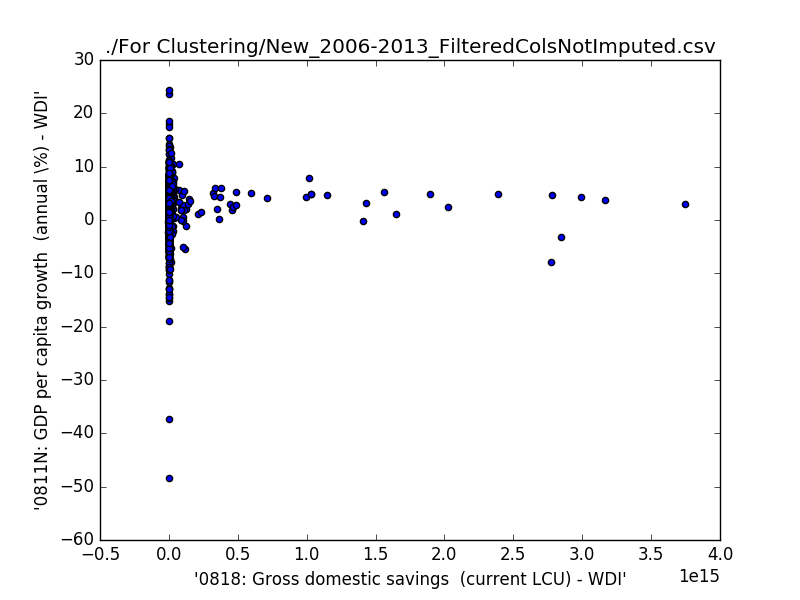 ./For Clustering/New_2006-2013_FilteredColsNotImputed.csv
30
20
10
0
−10
−20
−30
−40
−50
−60
'0811N: GDP per capita growth  (annual \%) - WDI'
−0.5 0.0 0.5 1.0 1.5 2.0 2.5 3.0 3.5 4.0
1e15
'0818: Gross domestic savings  (current LCU) - WDI'